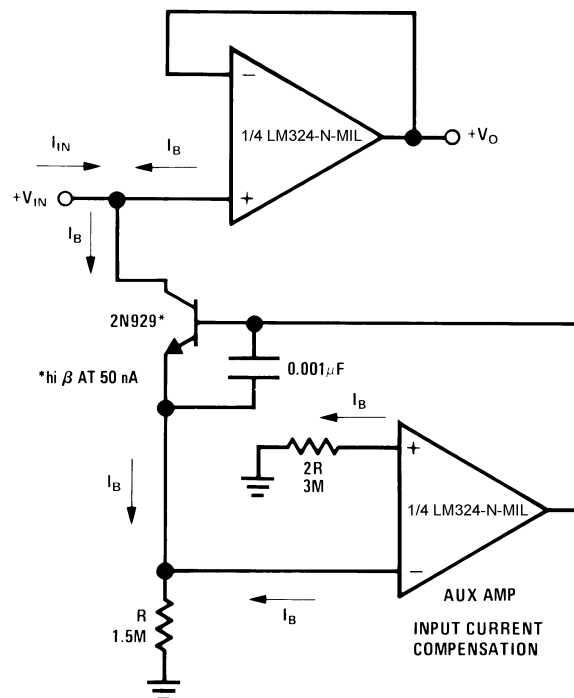 −
1/4 LM324-N-MIL
+V_O
I_IN
I_B
+
+V_IN
I_B
2N929*
0.001µF
*hi β AT 50 nA
I_B
+
2R
3M
1/4 LM324-N-MIL
I_B
−
R
1.5M
I_B
AUX AMP
INPUT CURRENT
COMPENSATION